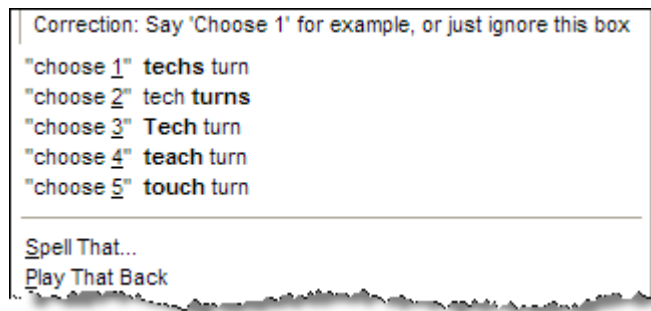 Correction: Say 'Choose 1' for example, or just ignore this box
"choose 1" techs turn
"choose 2" tech turns
"choose 3" Tech turn
"choose 4" teach turn
"choose 5" touch turn
Spell That...
Play That Back